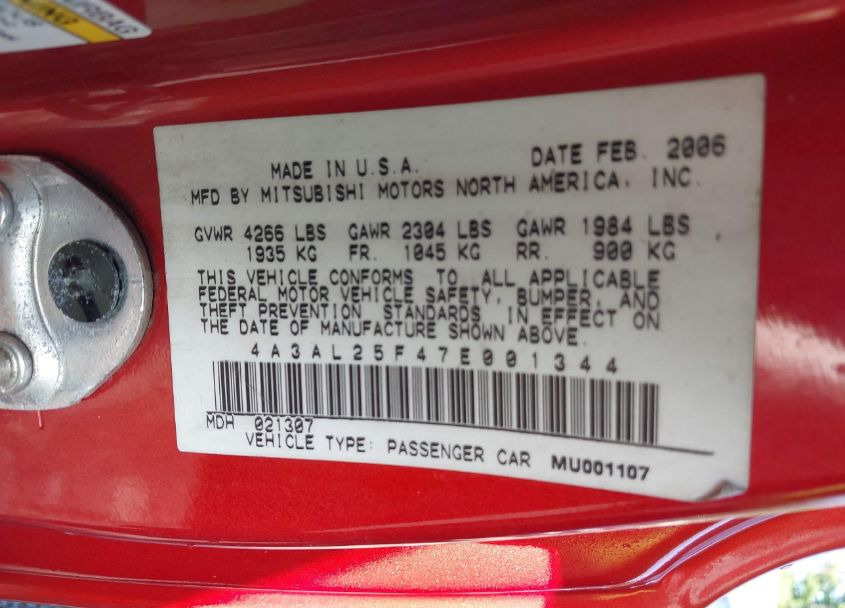 AIRBAG
MADE IN U.S.A. DATE FEB. 2006
MFD BY MITSUBISHI MOTORS NORTH AMERICA, INC.
GVWR 4266 LBS GAWR 2304 LBS GAWR 1984 LBS
1935 KG FR. 1045 KG RR. 900 KG
THIS VEHICLE CONFORMS TO ALL APPLICABLE
FEDERAL MOTOR VEHICLE SAFETY, BUMPER, AND
THEFT PREVENTION STANDARDS IN EFFECT ON
THE DATE OF MANUFACTURE SHOWN ABOVE.
4A3AL25F47E001344
MDH 021307
VEHICLE TYPE: PASSENGER CAR MU001107